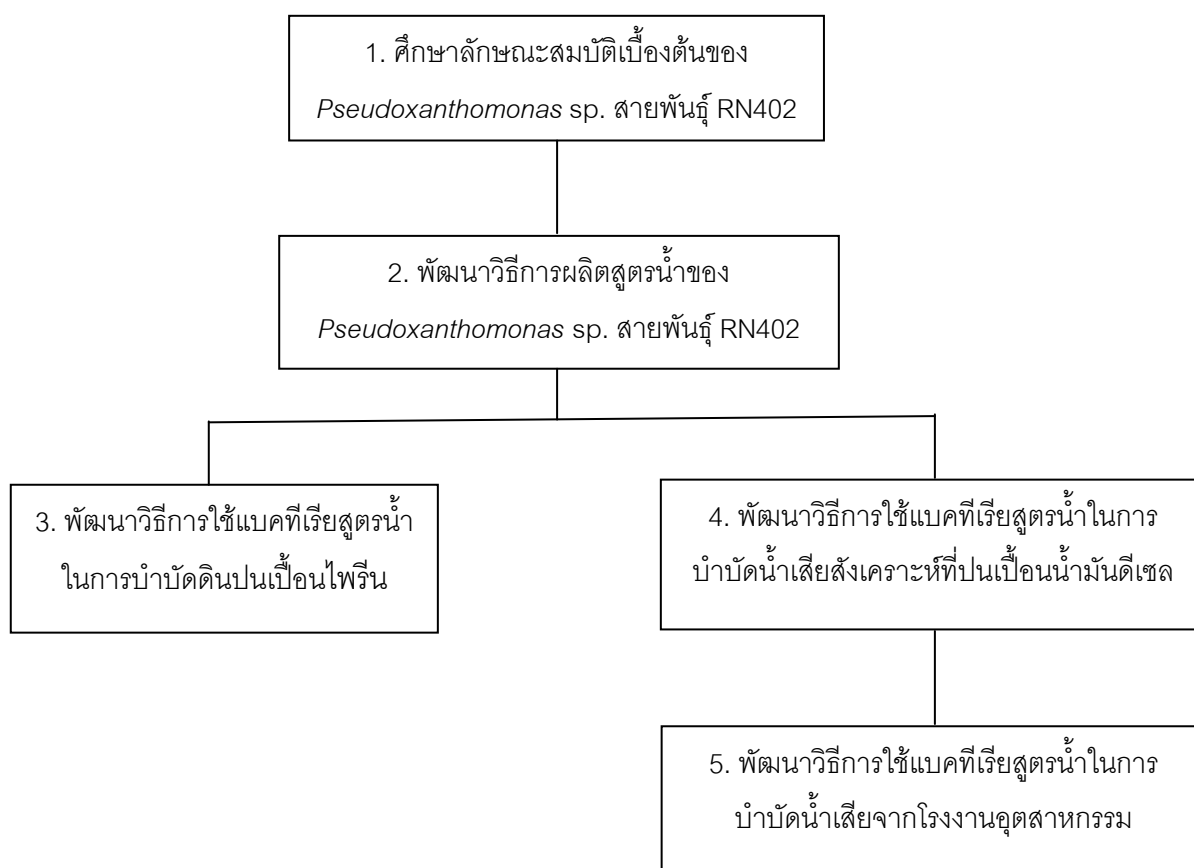 1. ศึกษาลักษณะสมบัติเบื้องต้นของ
Pseudoxanthomonas sp. สายพันธุ์ RN402
2. พัฒนาวิธีการผลิตสูตรน้ำของ
Pseudoxanthomonas sp. สายพันธุ์ RN402
3. พัฒนาวิธีการใช้แบคทีเรียสูตรน้ำ
ในการบำบัดดินปนเปื้อนไพรีน
4. พัฒนาวิธีการใช้แบคทีเรียสูตรน้ำในการ
บำบัดน้ำเสียสังเคราะห์ที่ปนเปื้อนน้ำมันดีเซล
5. พัฒนาวิธีการใช้แบคทีเรียสูตรน้ำในการ
บำบัดน้ำเสียจากโรงงานอุตสาหกรรม